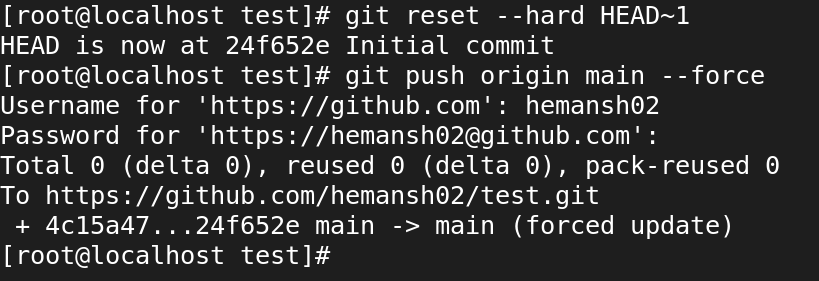 [root@localhost test]# git reset --hard HEAD~1
HEAD is now at 24f652e Initial commit
[root@localhost test]# git push origin main --force
Username for 'https://github.com': hemansh02
Password for 'https://hemansh02@github.com':
Total 0 (delta 0), reused 0 (delta 0), pack-reused 0
To https://github.com/hemansh02/test.git
 + 4c15a47...24f652e main -> main (forced update)
[root@localhost test]#